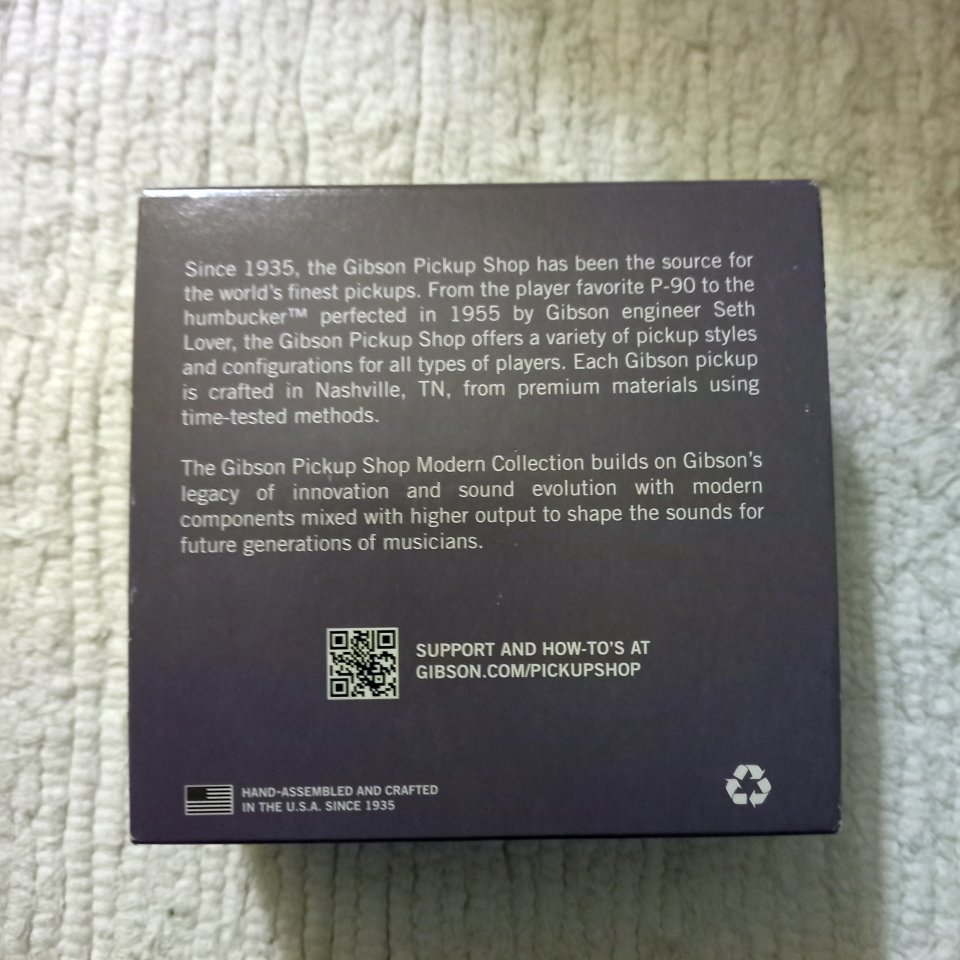 Since 1935, the Gibson Pickup Shop has been the source for
the world's finest pickups. From the player favorite P-90 to the
humbucker™ perfected in 1955 by Gibson engineer Seth
Lover, the Gibson Pickup Shop offers a variety of pickup styles
and configurations for all types of players. Each Gibson pickup
is crafted in Nashville, TN, from premium materials using
time-tested methods.
The Gibson Pickup Shop Modern Collection builds on Gibson's
legacy of innovation and sound evolution with modern
components mixed with higher output to shape the sounds for
future generations of musicians.
SUPPORT AND HOW-TO'S AT
GIBSON.COM/PICKUPSHOP
HAND-ASSEMBLED AND CRAFTED
IN THE U.S.A. SINCE 1935